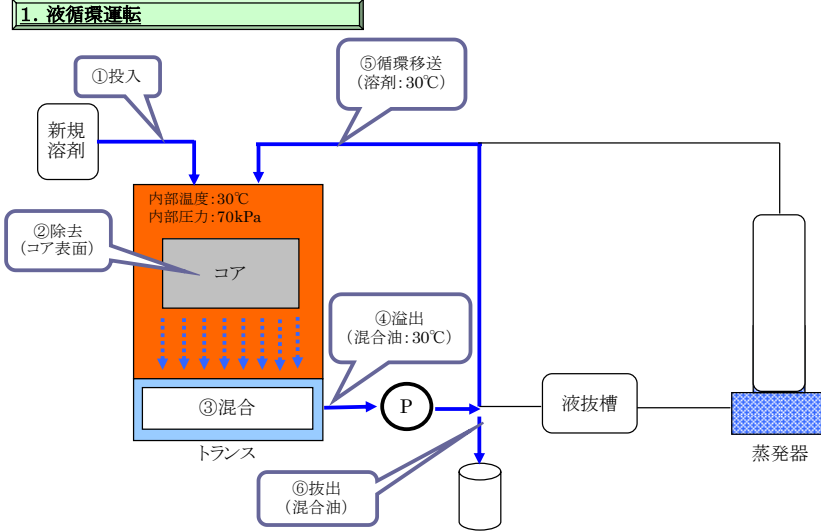 1. 液循環運転
⑤循環移送
(溶剤:30℃)
①投入
新規
溶剤
内部温度:30℃
内部圧力:70kPa
②除去
(コア表面)
コア
④溢出
(混合油:30℃)
③混合
P
液抜槽
トランス
蒸発器
⑥抜出
(混合油)